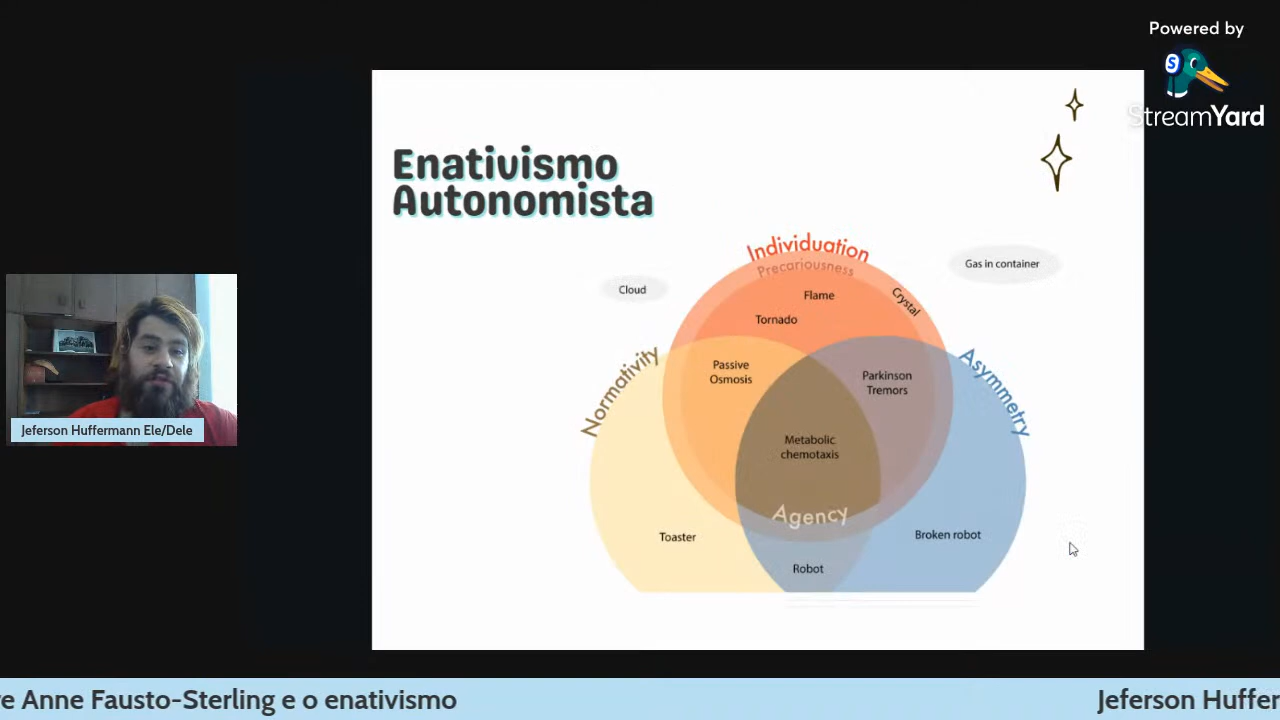 Powered by
StreamYard
Enativismo
Autonomista
Individuation
Precariousness
Gas in container
Cloud
Flame
Crystal
Tornado
Normativity
Asymmetry
Passive
Osmosis
Parkinson
Tremors
Metabolic
chemotaxis
Jeferson Huffermann Ele/Dele
Agency
Toaster
Broken robot
Robot
Anne Fausto-Sterling e o enativismo
Jeferson